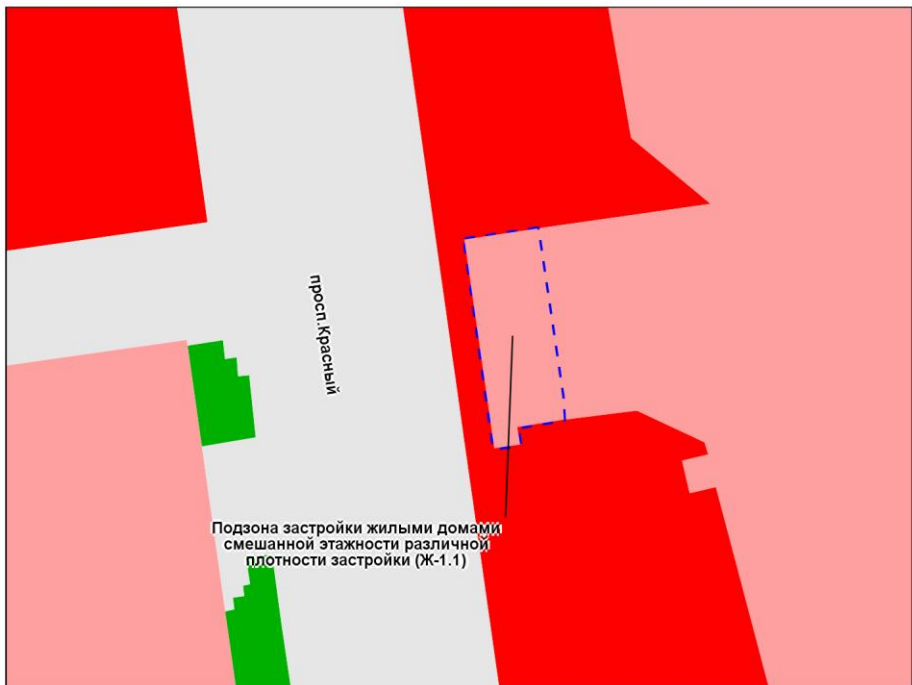 просп.Красный
Подзона застройки жилыми домами
смешанной этажности различной
плотности застройки (Ж-1.1)